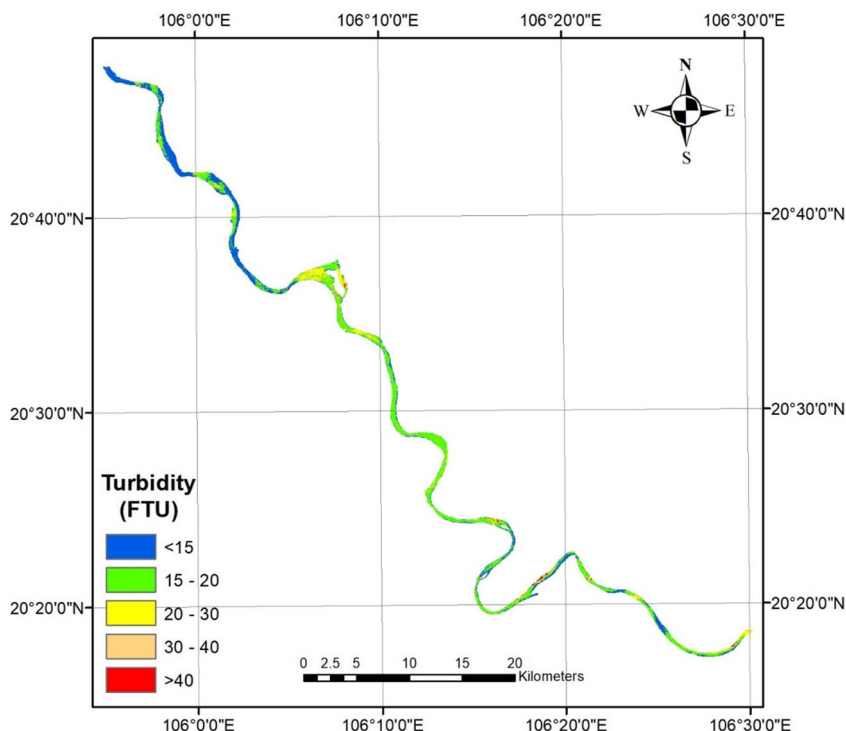 106°0'0"E 106°10'0"E 106°20'0"E 106°30'0"E
N
W E
S
20°40'0"N 20°40'0"N
20°30'0"N 20°30'0"N
Turbidity
(FTU)
<15
15 - 20
20 - 30
30 - 40
>40
20°20'0"N 20°20'0"N
0 2.5 5 10 15 20
Kilometers
106°0'0"E 106°10'0"E 106°20'0"E 106°30'0"E